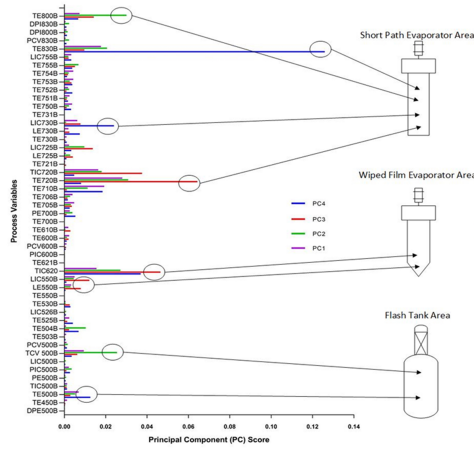 TE800B
DPI830B
DPI800B
PCV830B
TE830B
LIC755B
TE755B
TE754B
TE753B
TE752B
TE751B
TE750B
TE731B
LIC730B
LE730B
TE730B
LIC725B
LE725B
TE721B
TIC720B
TE720B
TE710B
TE706B
TE705B
PE700B
TE700B
TE610B
TE600B
PCV600B
PIC600B
TE621B
TIC620
LIC550B
LE550B
TE550B
TE530B
LIC526B
TE525B
TE504B
TE503B
PCV500B
TCV 500B
LIC500B
PIC500B
PE500B
TIC500B
TE500B
TE450B
DPE500B
Process Variables
0.00 0.02 0.04 0.06 0.08 0.10 0.12 0.14
Principal Component (PC) Score
PC4
PC3
PC2
PC1
Short Path Evaporator Area
Wiped Film Evaporator Area
Flash Tank Area